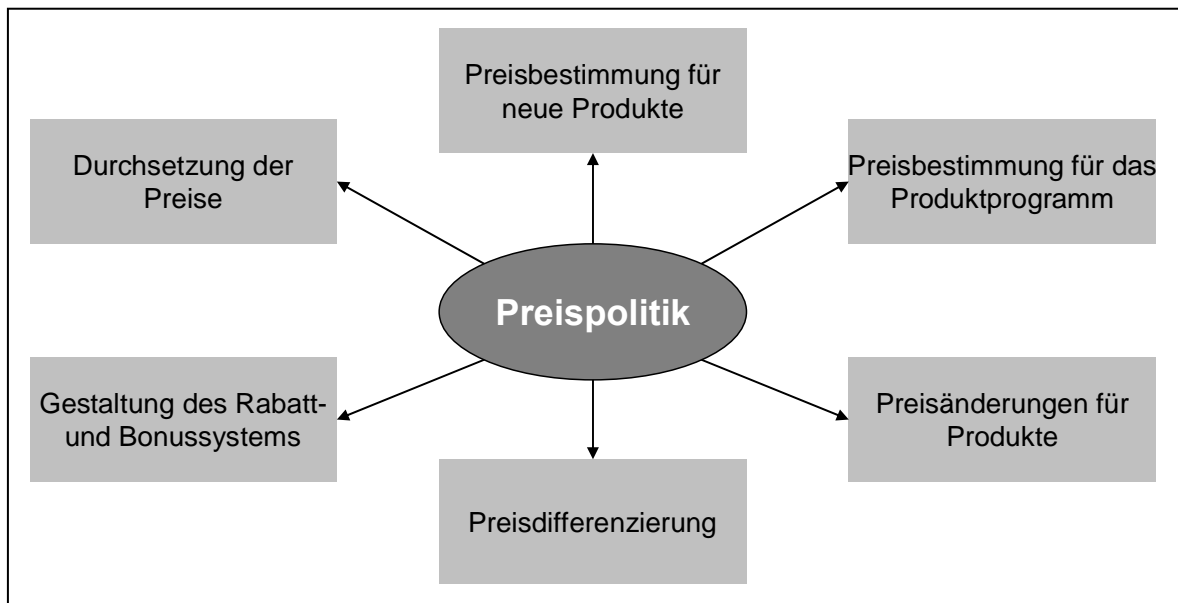 Preisbestimmung für
neue Produkte
Durchsetzung der
Preise
Preisbestimmung für das
Produktprogramm
Preispolitik
Gestaltung des Rabatt-
und Bonussystems
Preisänderungen für
Produkte
Preisdifferenzierung